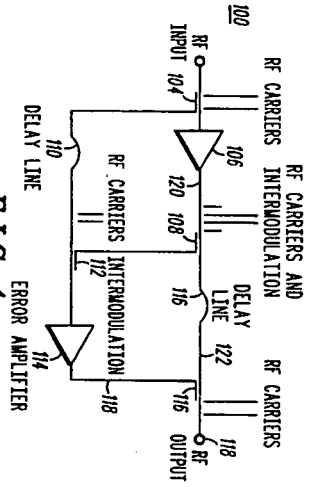 100
RF CARRIERS
RF CARRIERS AND
INTERMODULATION
RF CARRIERS
RF
INPUT
104
106
120
108
DELAY
LINE
116
122
116
118
RF
OUTPUT
RF CARRIERS
INTERMODULATION
110
DELAY LINE
112
114
118
ERROR AMPLIFIER